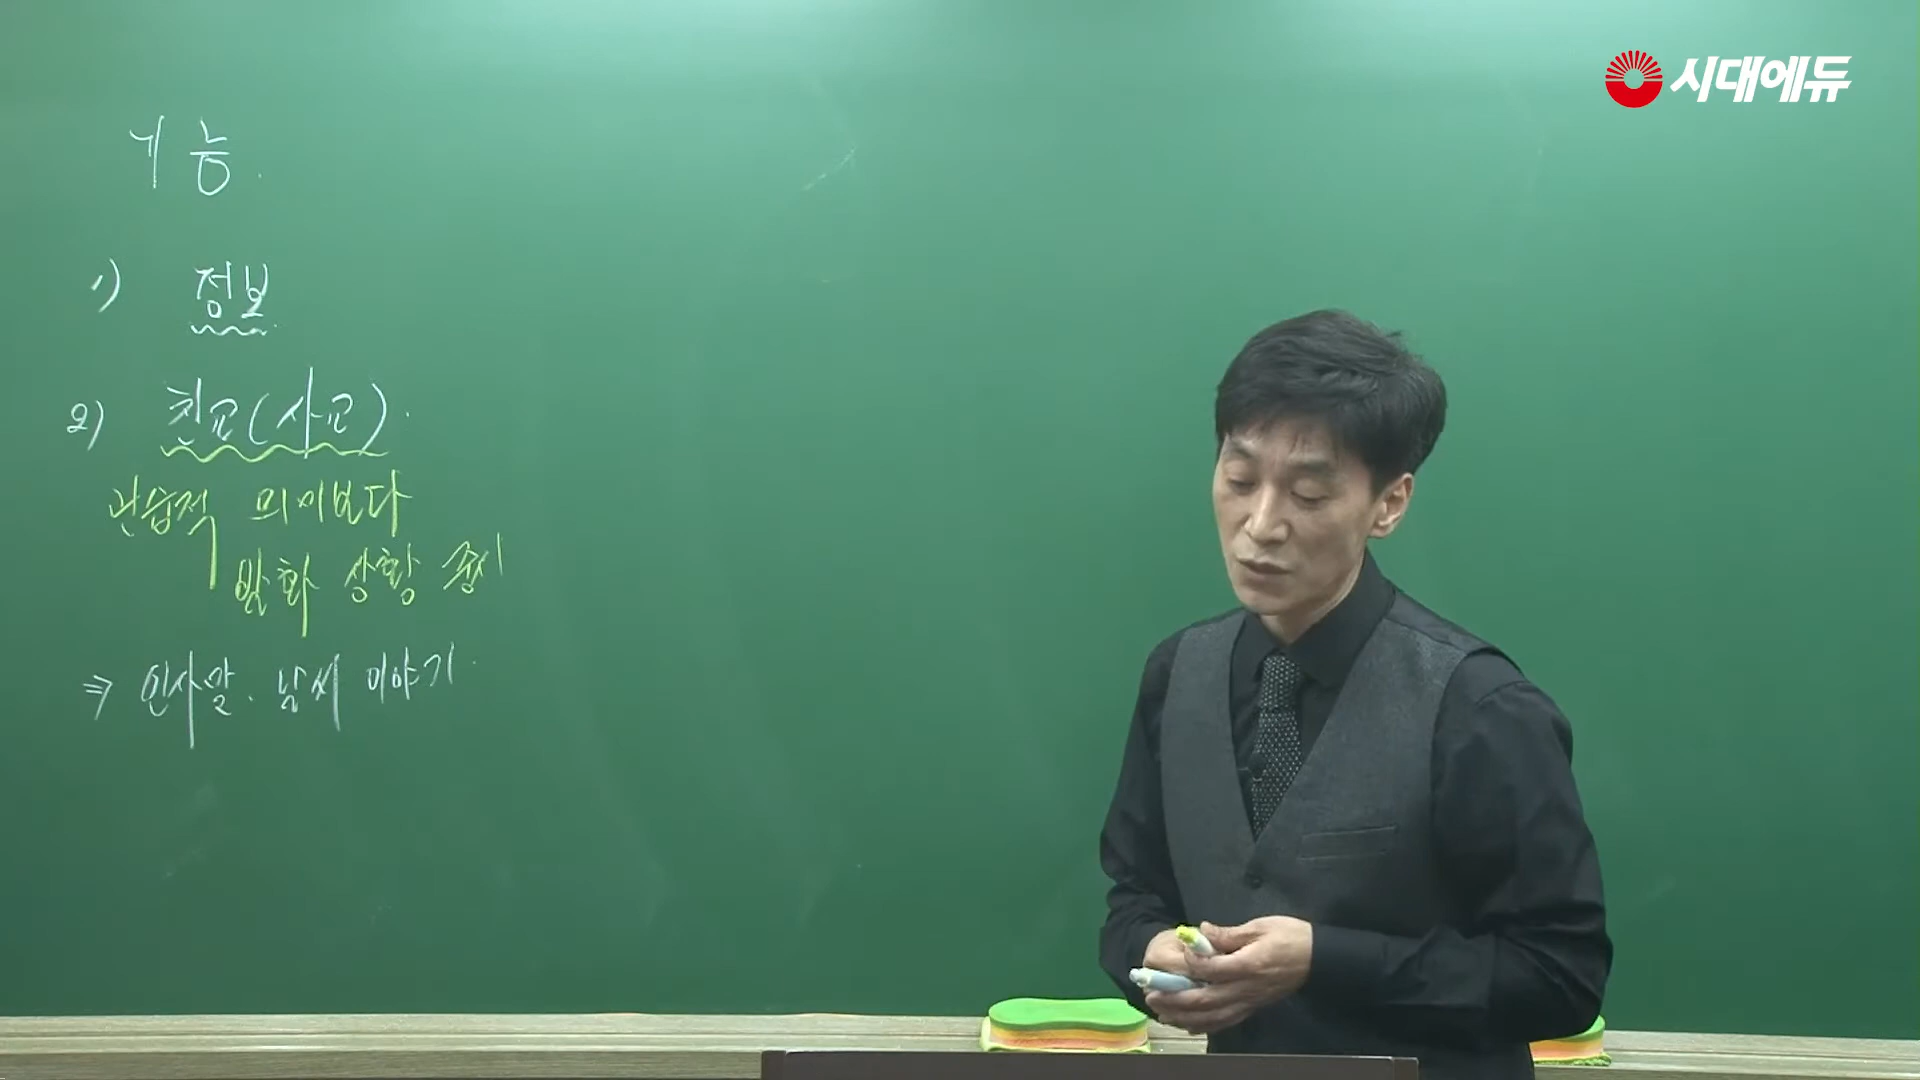 시대에듀
기능.
1) 정보
2) 친교(사교).
관습적 의미보다
발화 상황 중시
⇒ 인사말. 날씨 이야기.